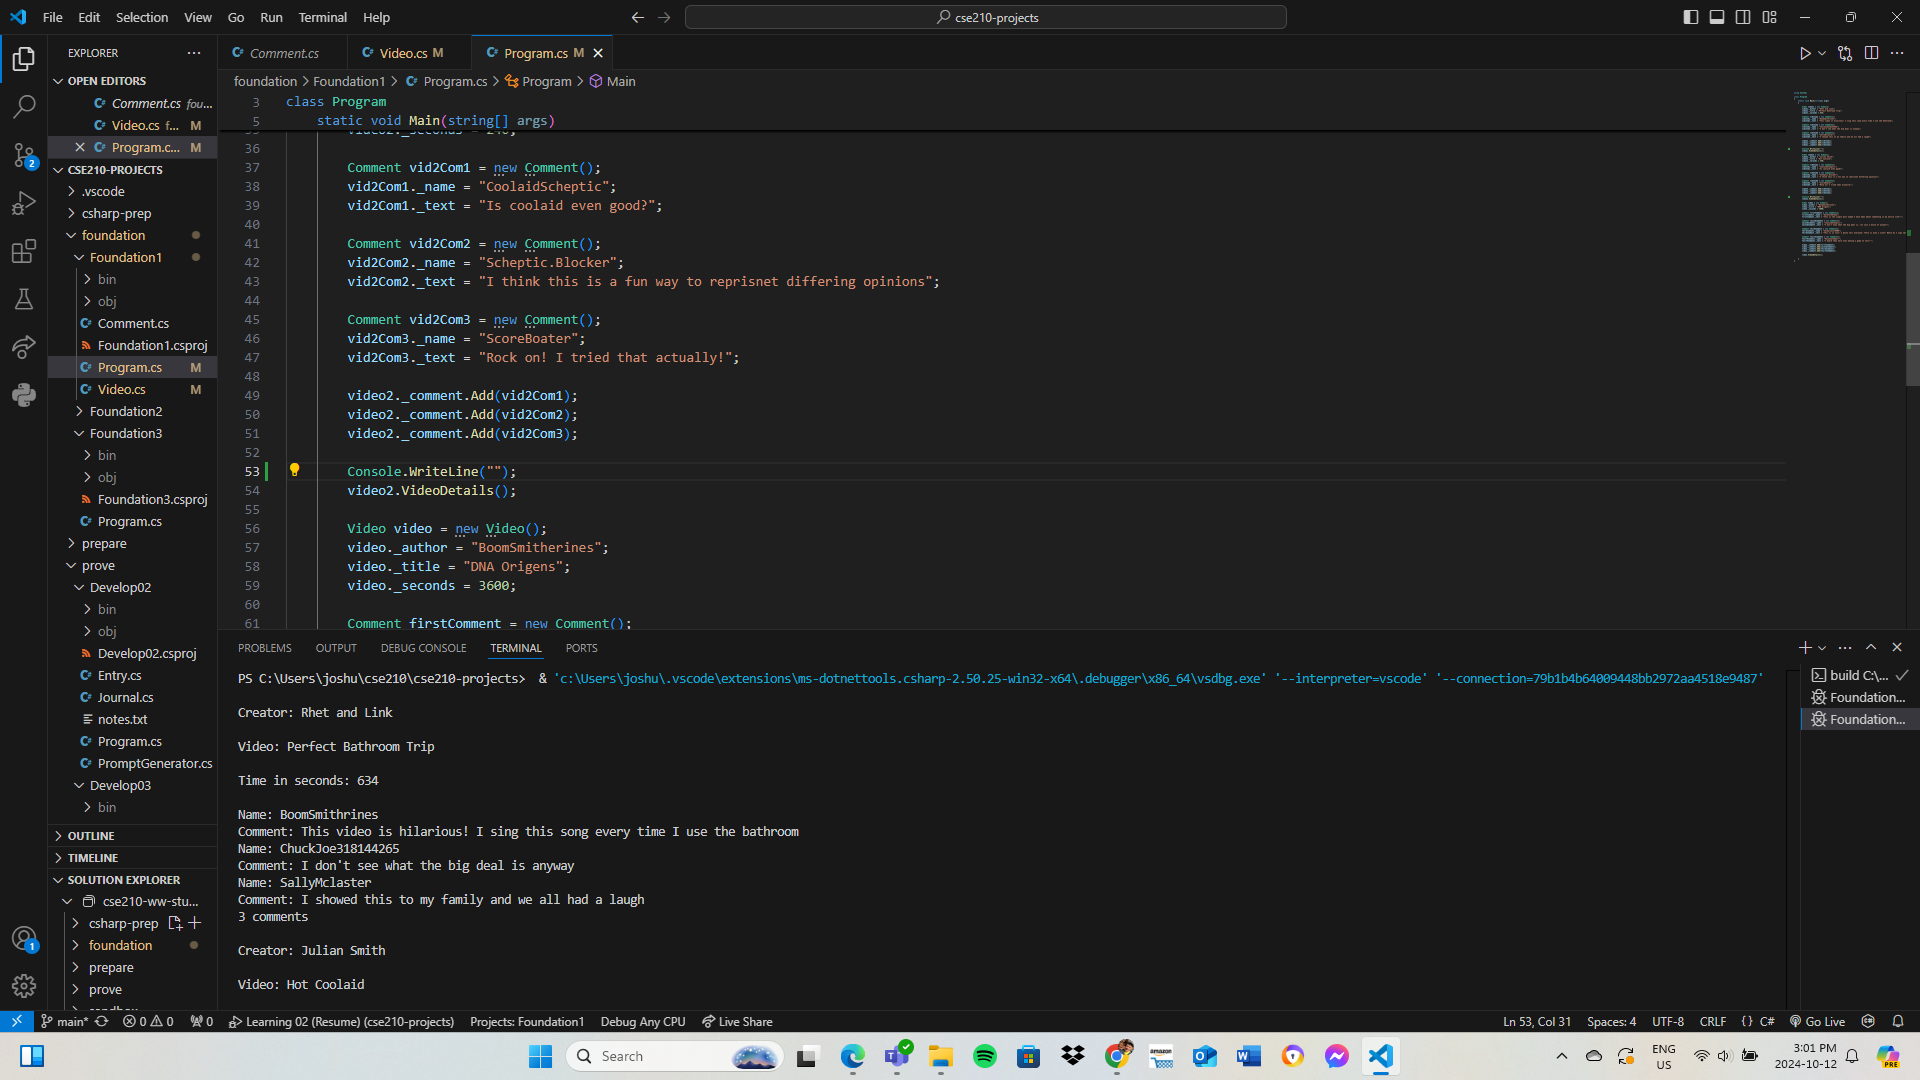 File Edit Selection View Go Run Terminal Help
cse210-projects
EXPLORER
OPEN EDITORS
Comment.cs fou...
Video.cs f... M
Program.c... M
CSE210-PROJECTS
.vscode
csharp-prep
foundation
Foundation1
bin
obj
Comment.cs
Foundation1.csproj
Program.cs M
Video.cs M
Foundation2
Foundation3
bin
obj
Foundation3.csproj
Program.cs
prepare
prove
Develop02
bin
obj
Develop02.csproj
Entry.cs
Journal.cs
notes.txt
Program.cs
PromptGenerator.cs
Develop03
bin
OUTLINE
TIMELINE
SOLUTION EXPLORER
cse210-ww-stu...
csharp-prep
foundation
prepare
prove
2
1
Comment.cs Video.cs M Program.cs M
foundation > Foundation1 > Program.cs > Program > Main
3 class Program
5 static void Main(string[] args)
36
37 Comment vid2Com1 = new Comment();
38 vid2Com1._name = "CoolaidScheptic";
39 vid2Com1._text = "Is coolaid even good?";
40
41 Comment vid2Com2 = new Comment();
42 vid2Com2._name = "Scheptic.Blocker";
43 vid2Com2._text = "I think this is a fun way to reprisnet differing opinions";
44
45 Comment vid2Com3 = new Comment();
46 vid2Com3._name = "ScoreBoater";
47 vid2Com3._text = "Rock on! I tried that actually!";
48
49 video2._comment.Add(vid2Com1);
50 video2._comment.Add(vid2Com2);
51 video2._comment.Add(vid2Com3);
52
53 Console.WriteLine("");
54 video2.VideoDetails();
55
56 Video video = new Video();
57 video._author = "BoomSmitherines";
58 video._title = "DNA Origens";
59 video._seconds = 3600;
60
61 Comment firstComment = new Comment();
PROBLEMS OUTPUT DEBUG CONSOLE TERMINAL PORTS
PS C:\Users\joshu\cse210\cse210-projects> & 'c:\Users\joshu\.vscode\extensions\ms-dotnettools.csharp-2.50.25-win32-x64\.debugger\x86_64\vsdbg.exe' '--interpreter=vscode' '--connection=79b1b4b64009448bb2972aa4518e9487'
Creator: Rhet and Link
Video: Perfect Bathroom Trip
Time in seconds: 634
Name: BoomSmithrines
Comment: This video is hilarious! I sing this song every time I use the bathroom
Name: ChuckJoe318144265
Comment: I don't see what the big deal is anyway
Name: SallyMclaster
Comment: I showed this to my family and we all had a laugh
3 comments
Creator: Julian Smith
Video: Hot Coolaid
build C:\...
Foundation...
Foundation...
main* 0 0 0 Learning 02 (Resume) (cse210-projects) Projects: Foundation1 Debug Any CPU Live Share
Ln 53, Col 31 Spaces: 4 UTF-8 CRLF {} C# Go Live
Search
amazon
ENG
US
3:01 PM
2024-10-12
PRE